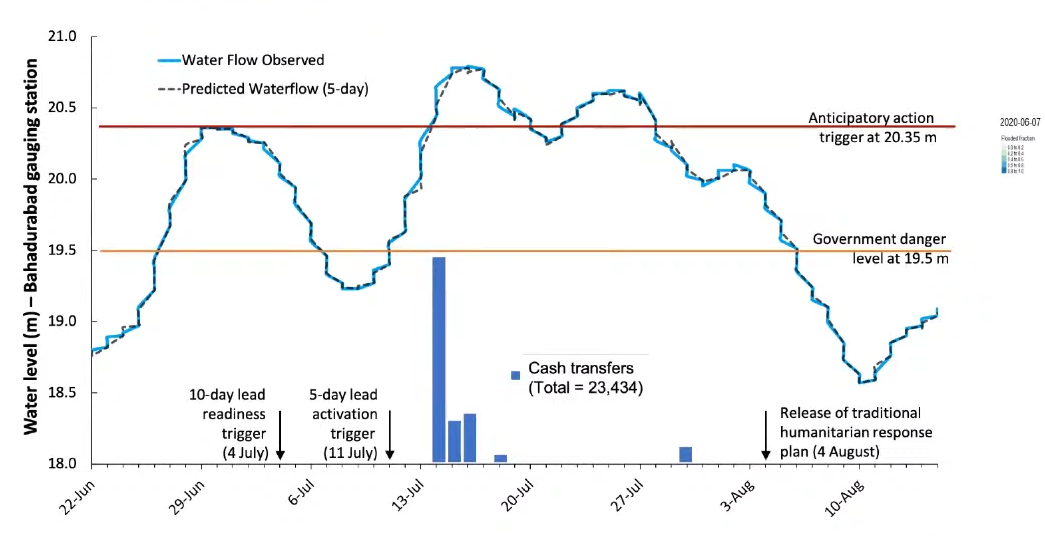 21.0
20.5
20.0
19.5
19.0
18.5
18.0
Water level (m) – Bahadurabad gauging station
Water Flow Observed
Predicted Waterflow (5-day)
Anticipatory action
trigger at 20.35 m
Government danger
level at 19.5 m
Cash transfers
(Total = 23,434)
10-day lead
readiness
trigger
(4 July)
5-day lead
activation
trigger
(11 July)
Release of traditional
humanitarian response
plan (4 August)
22-Jun
29-Jun
6-Jul
13-Jul
20-Jul
27-Jul
3-Aug
10-Aug
2020-06-07
Flooded fraction